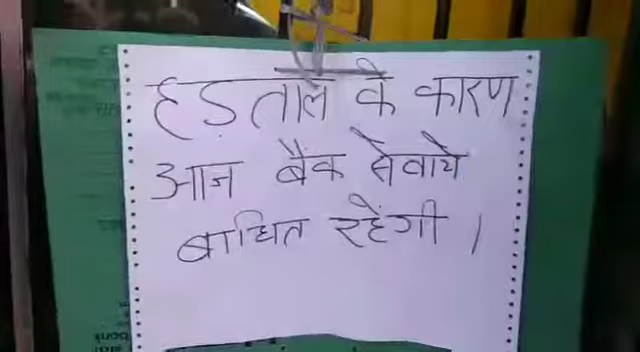 हड़ताल के कारण
आज बैंक सेवाये
बाधित रहेंगी।